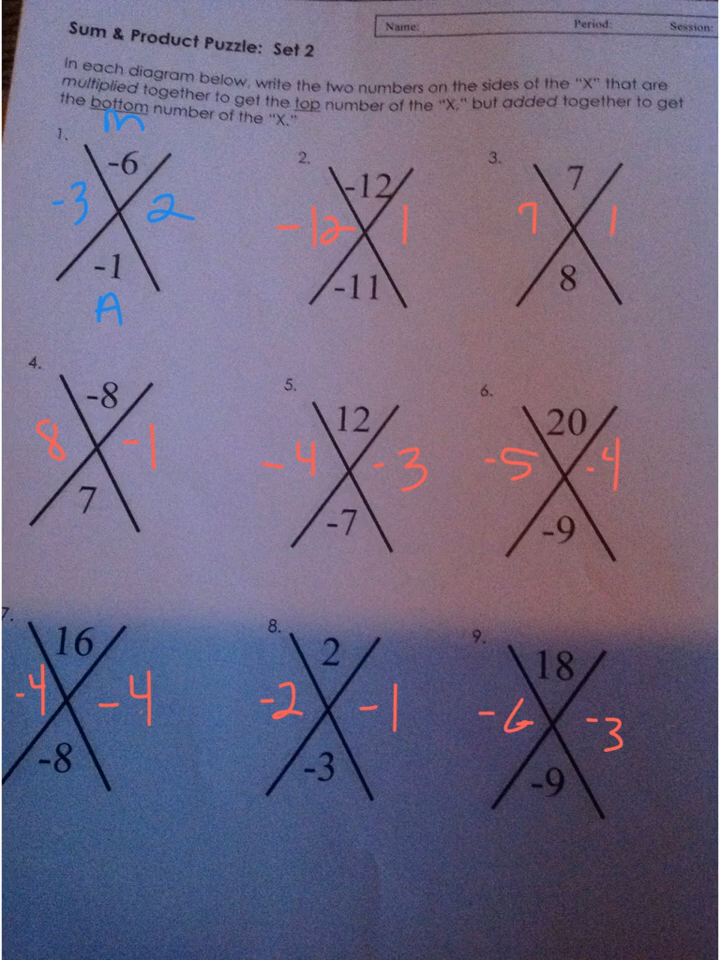 Name: Period: Session:
Sum & Product Puzzle: Set 2
In each diagram below, write the two numbers on the sides of the "X" that are
multiplied together to get the top number of the "X," but added together to get
the bottom number of the "X."
M
1. 2. 3.
-6 -12 7
-3 2 -12 1 7 1
-1 -11 8
A
4. 5. 6.
-8 12 20
8 -1 -4 -3 -5 -4
7 -7 -9
7. 8. 9.
16 2 18
-4 -4 -2 -1 -6 -3
-8 -3 -9